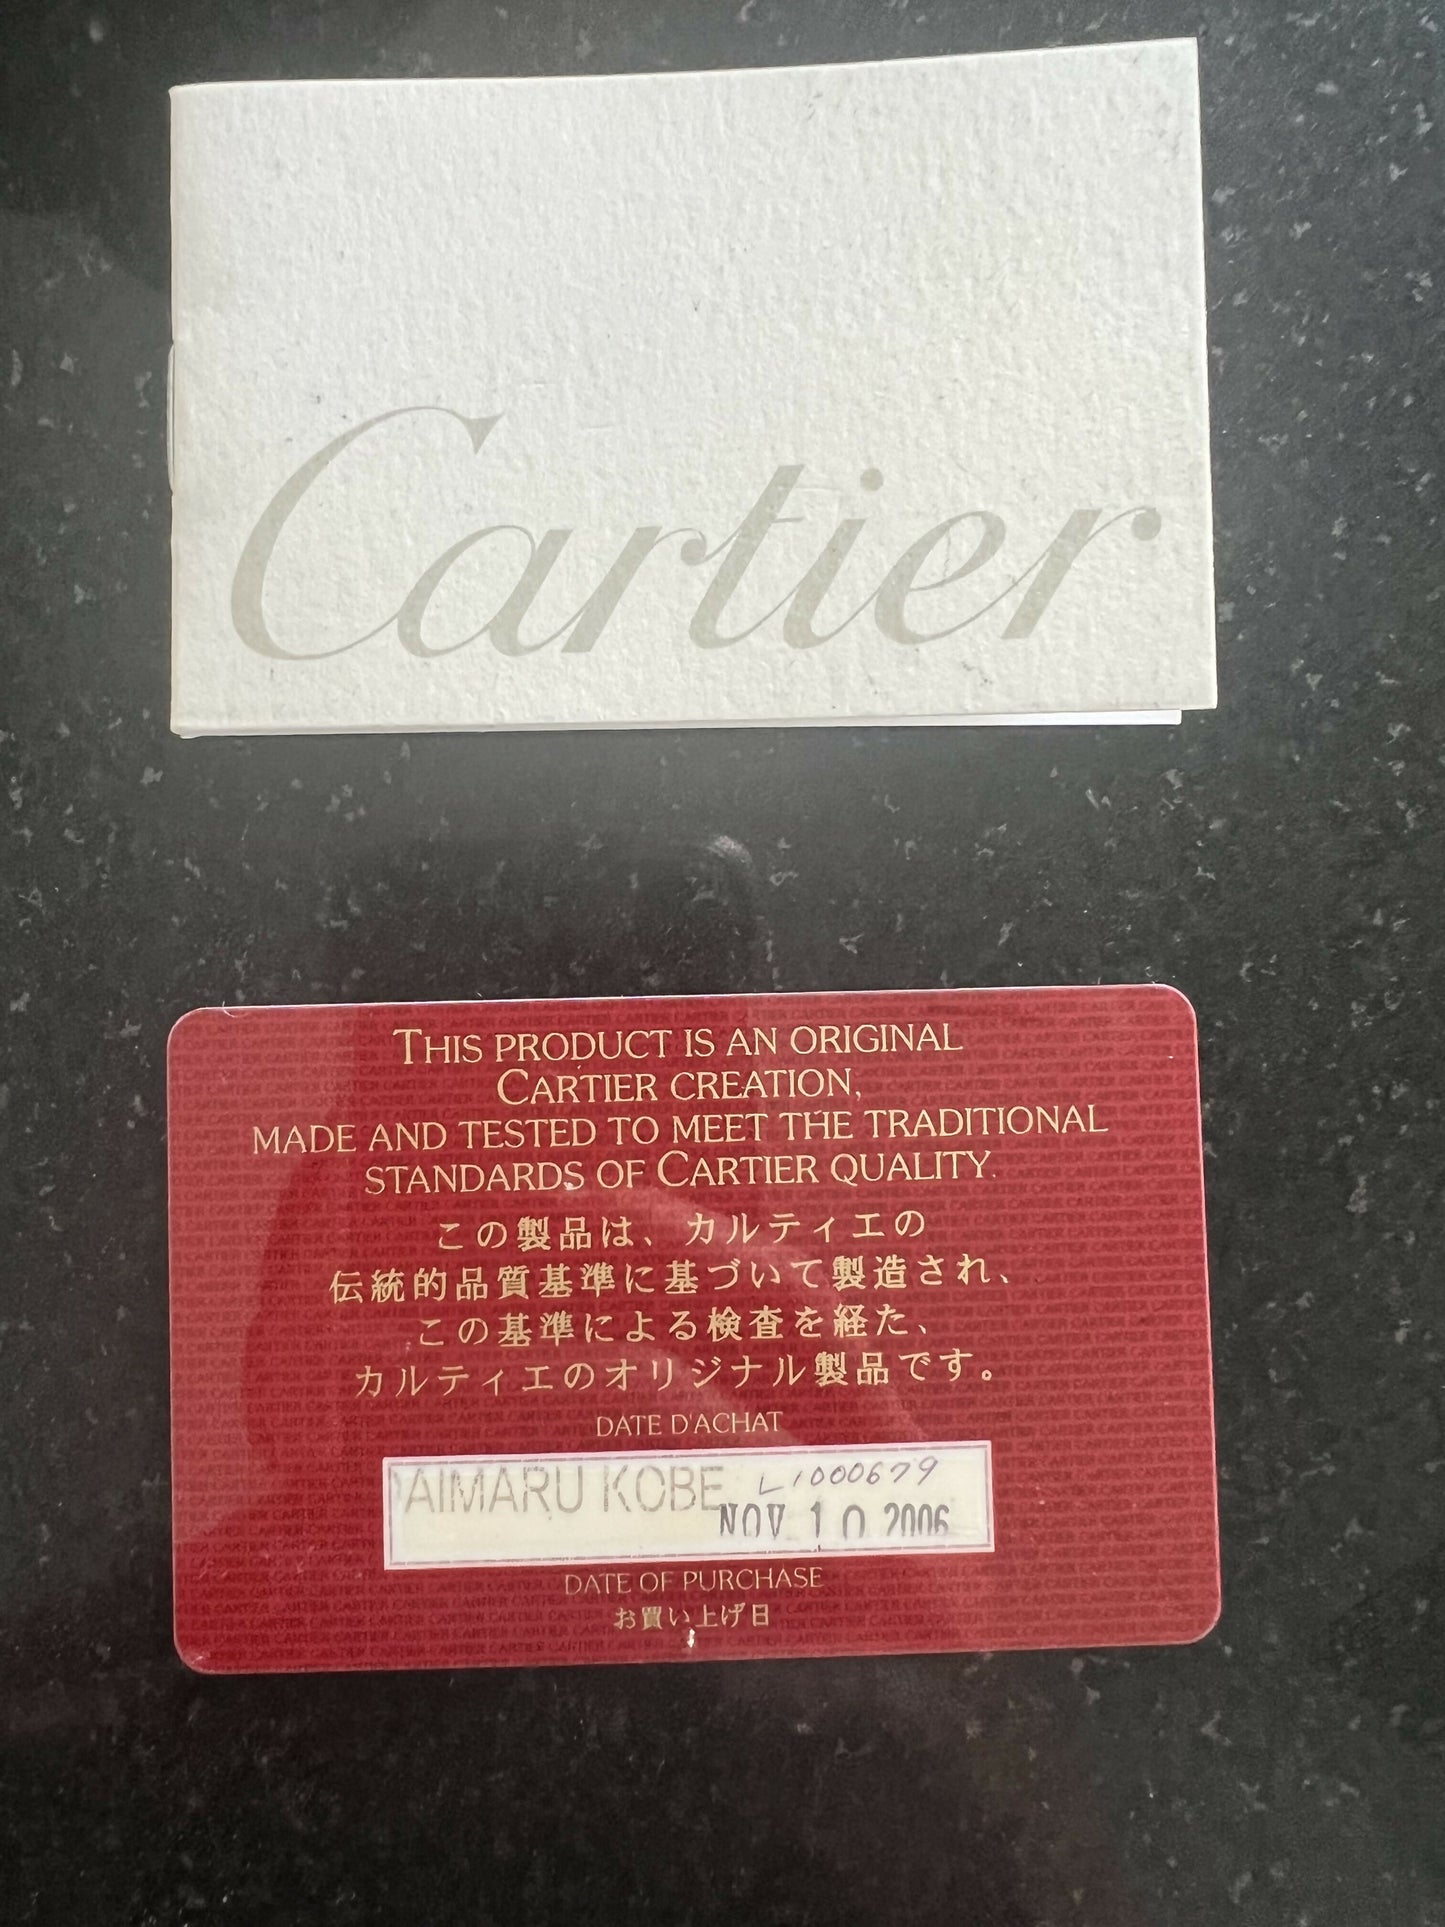 Cartier
THIS PRODUCT IS AN ORIGINAL
CARTIER CREATION,
MADE AND TESTED TO MEET THE TRADITIONAL
STANDARDS OF CARTIER QUALITY.
この製品は、カルティエの
伝統的品質基準に基づいて製造され、
この基準による検査を経た、
カルティエのオリジナル製品です。
DATE D'ACHAT
DAIMARU KOBE L1000679
NOV 10 2006
DATE OF PURCHASE
お買い上げ日